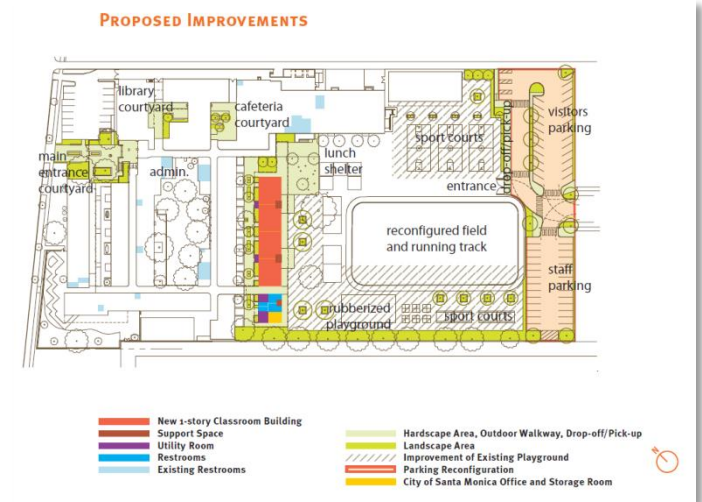 PROPOSED IMPROVEMENTS
library
courtyard
cafeteria
courtyard
main
entrance
courtyard
admin.
lunch
shelter
sport courts
entrance
drop-off/pick-up
visitors
parking
reconfigured field
and running track
staff
parking
rubberized
playground
sport courts
New 1-story Classroom Building
Support Space
Utility Room
Restrooms
Existing Restrooms
Hardscape Area, Outdoor Walkway, Drop-off/Pick-up
Landscape Area
Improvement of Existing Playground
Parking Reconfiguration
City of Santa Monica Office and Storage Room
N